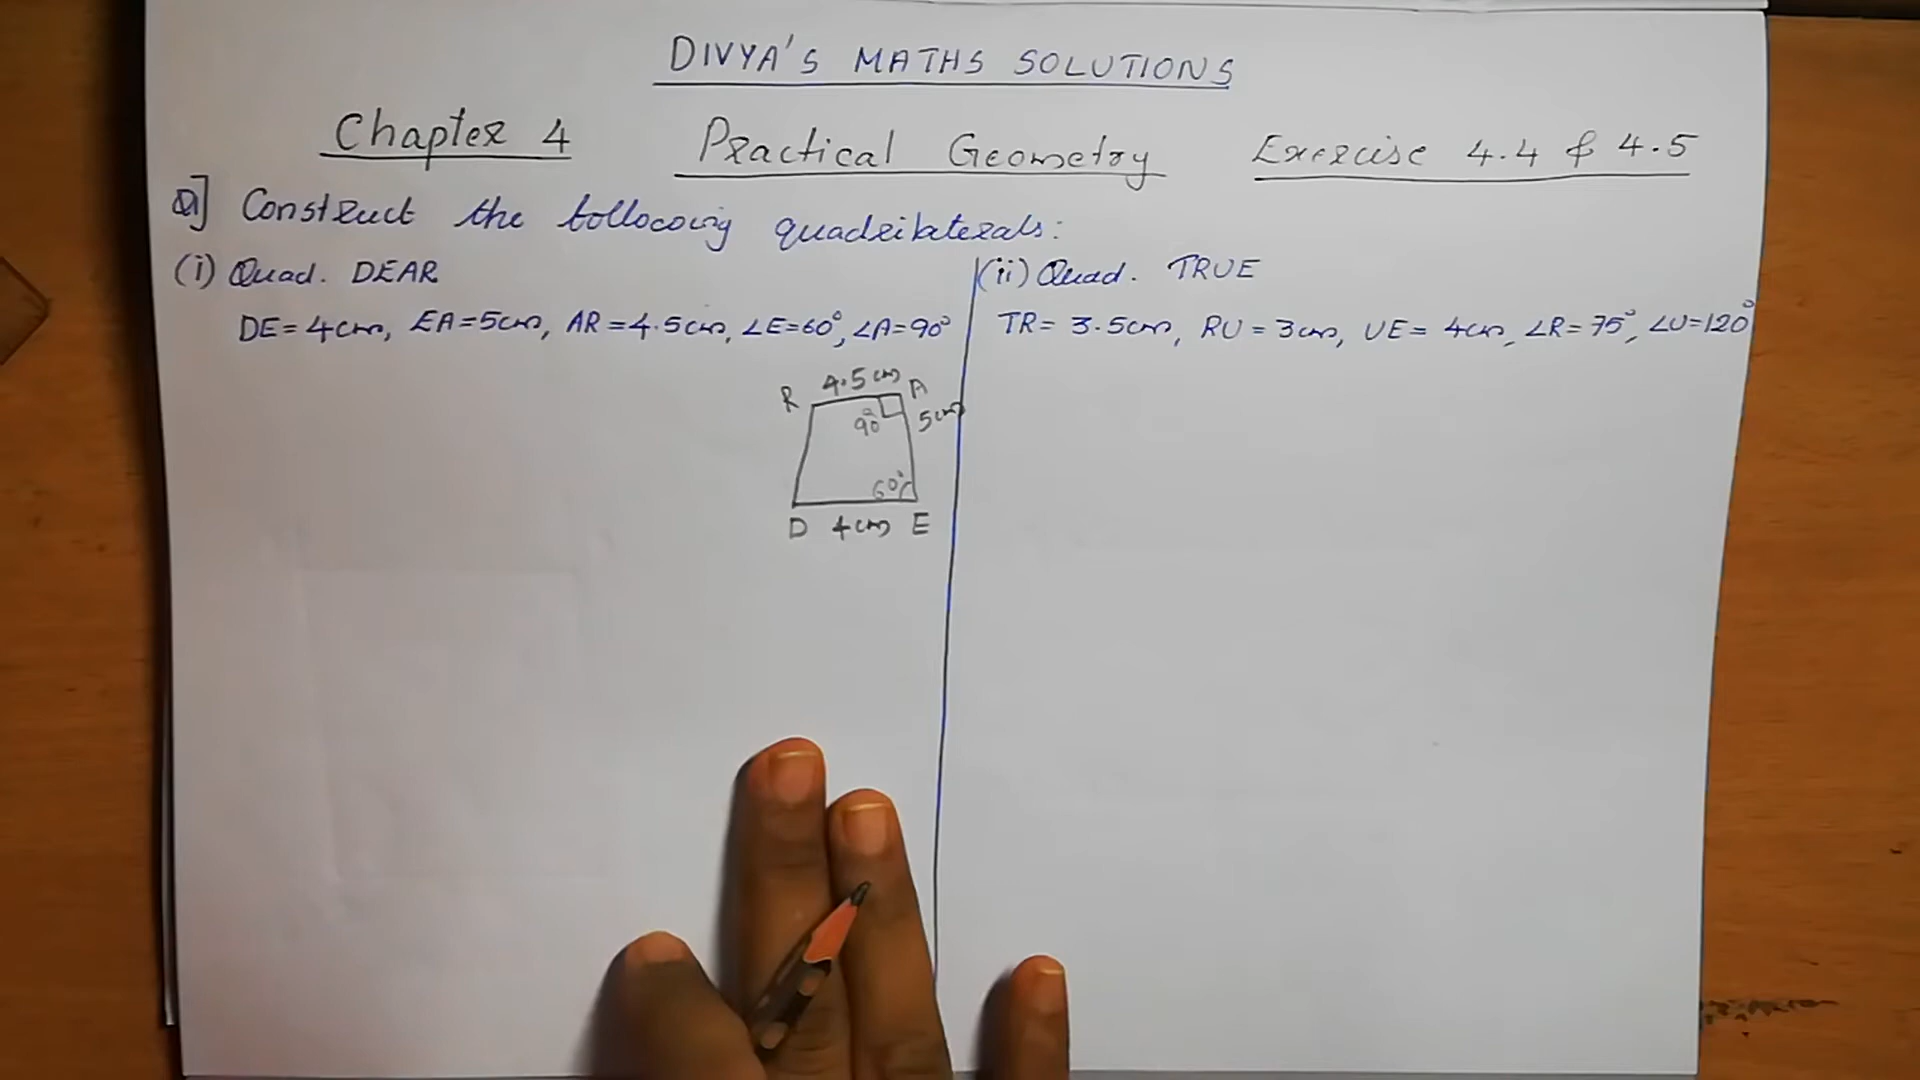 DIVYA'S MATHS SOLUTIONS
Chapter 4 Practical Geometry Exercise 4.4 & 4.5
Q1] Construct the following quadrilaterals:
(i) Quad. DEAR
DE = 4cm, EA = 5cm, AR = 4.5cm, ∠E = 60°, ∠A = 90°
R 4.5cm A
90° 5cm
60°
D 4cm E
(ii) Quad. TRUE
TR = 3.5cm, RU = 3cm, UE = 4cm, ∠R = 75°, ∠U = 120°